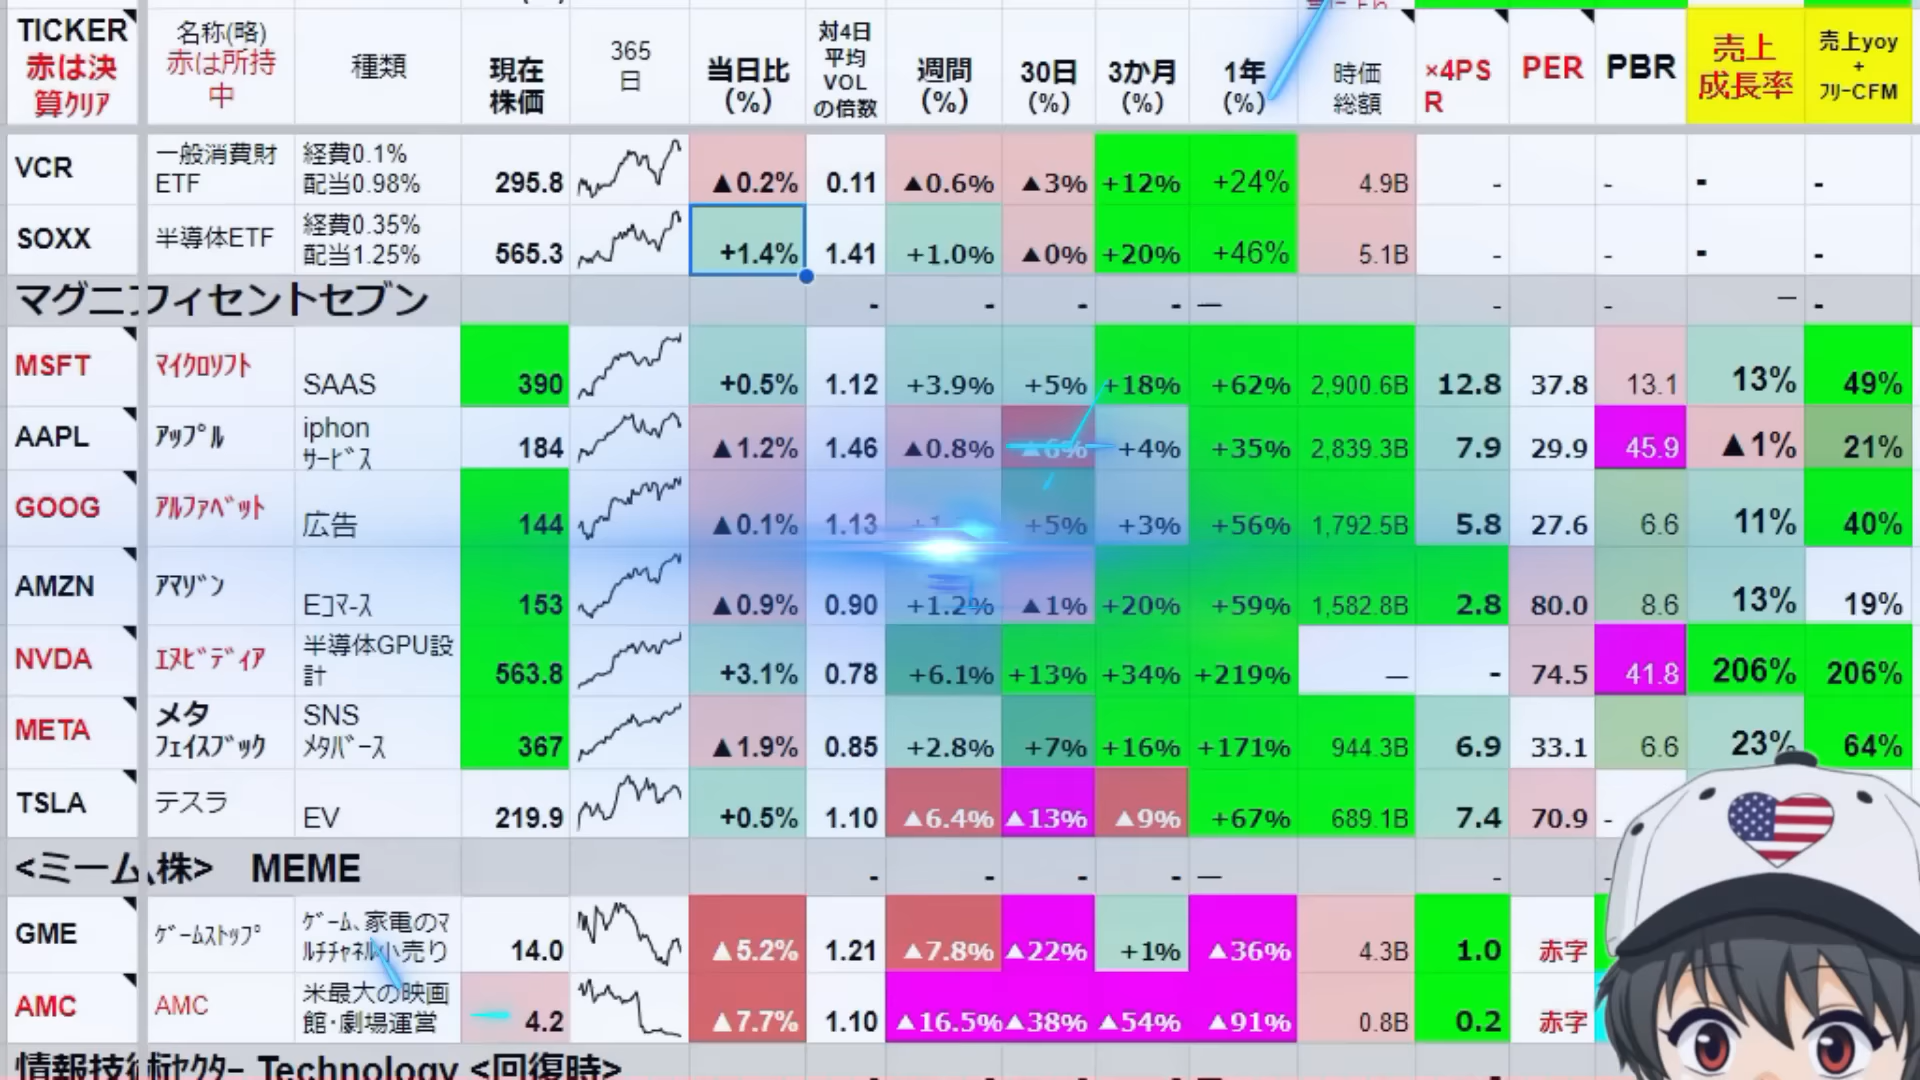 TICKER
赤は決
算ｸﾘｱ
名称(略)
赤は所持
中
種類
現在
株価
365
日
当日比
(%)
対4日
平均
VOL
の倍数
週間
(%)
30日
(%)
3か月
(%)
1年
(%)
時価
総額
×4PS
R
PER
PBR
売上
成長率
売上yoy
+
ﾌﾘｰCFM
VCR
一般消費財
ETF
経費0.1%
配当0.98%
295.8
▲0.2%
0.11
▲0.6%
▲3%
+12%
+24%
4.9B
-
-
-
-
SOXX
半導体ETF
経費0.35%
配当1.25%
565.3
+1.4%
1.41
+1.0%
▲0%
+20%
+46%
5.1B
-
-
-
-
マグニフィセントセブン
-
-
-
-
—
-
-
—
-
MSFT
ﾏｲｸﾛｿﾌﾄ
SAAS
390
+0.5%
1.12
+3.9%
+5%
+18%
+62%
2,900.6B
12.8
37.8
13.1
13%
49%
AAPL
ｱｯﾌﾟﾙ
iphon
ｻｰﾋﾞｽ
184
▲1.2%
1.46
▲0.8%
▲6%
+4%
+35%
2,839.3B
7.9
29.9
45.9
▲1%
21%
GOOG
ｱﾙﾌｧﾍﾞｯﾄ
広告
144
▲0.1%
1.13
+5%
+3%
+56%
1,792.5B
5.8
27.6
6.6
11%
40%
AMZN
ｱﾏｿﾞﾝ
Eｺﾏ-ｽ
153
▲0.9%
0.90
+1.2%
▲1%
+20%
+59%
1,582.8B
2.8
80.0
8.6
13%
19%
NVDA
ｴﾇﾋﾞﾃﾞｨｱ
半導体GPU設
計
563.8
+3.1%
0.78
+6.1%
+13%
+34%
+219%
—
-
74.5
41.8
206%
206%
META
メタ
ﾌｪｲｽﾌﾞｯｸ
SNS
ﾒﾀﾊﾞｰｽ
367
▲1.9%
0.85
+2.8%
+7%
+16%
+171%
944.3B
6.9
33.1
6.6
23%
64%
TSLA
テスラ
EV
219.9
+0.5%
1.10
▲6.4%
▲13%
▲9%
+67%
689.1B
7.4
70.9
-
<ミーム株> MEME
-
-
-
-
—
-
-
GME
ｹﾞｰﾑｽﾄｯﾌﾟ
ｹﾞｰﾑ､家電のﾏ
ﾙﾁﾁｬﾈﾙ小売り
14.0
▲5.2%
1.21
▲7.8%
▲22%
+1%
▲36%
4.3B
1.0
赤字
AMC
AMC
米最大の映画
館･劇場運営
4.2
▲7.7%
1.10
▲16.5%
▲38%
▲54%
▲91%
0.8B
0.2
赤字
情報技術ｾｸﾀｰ Technology <回復時>